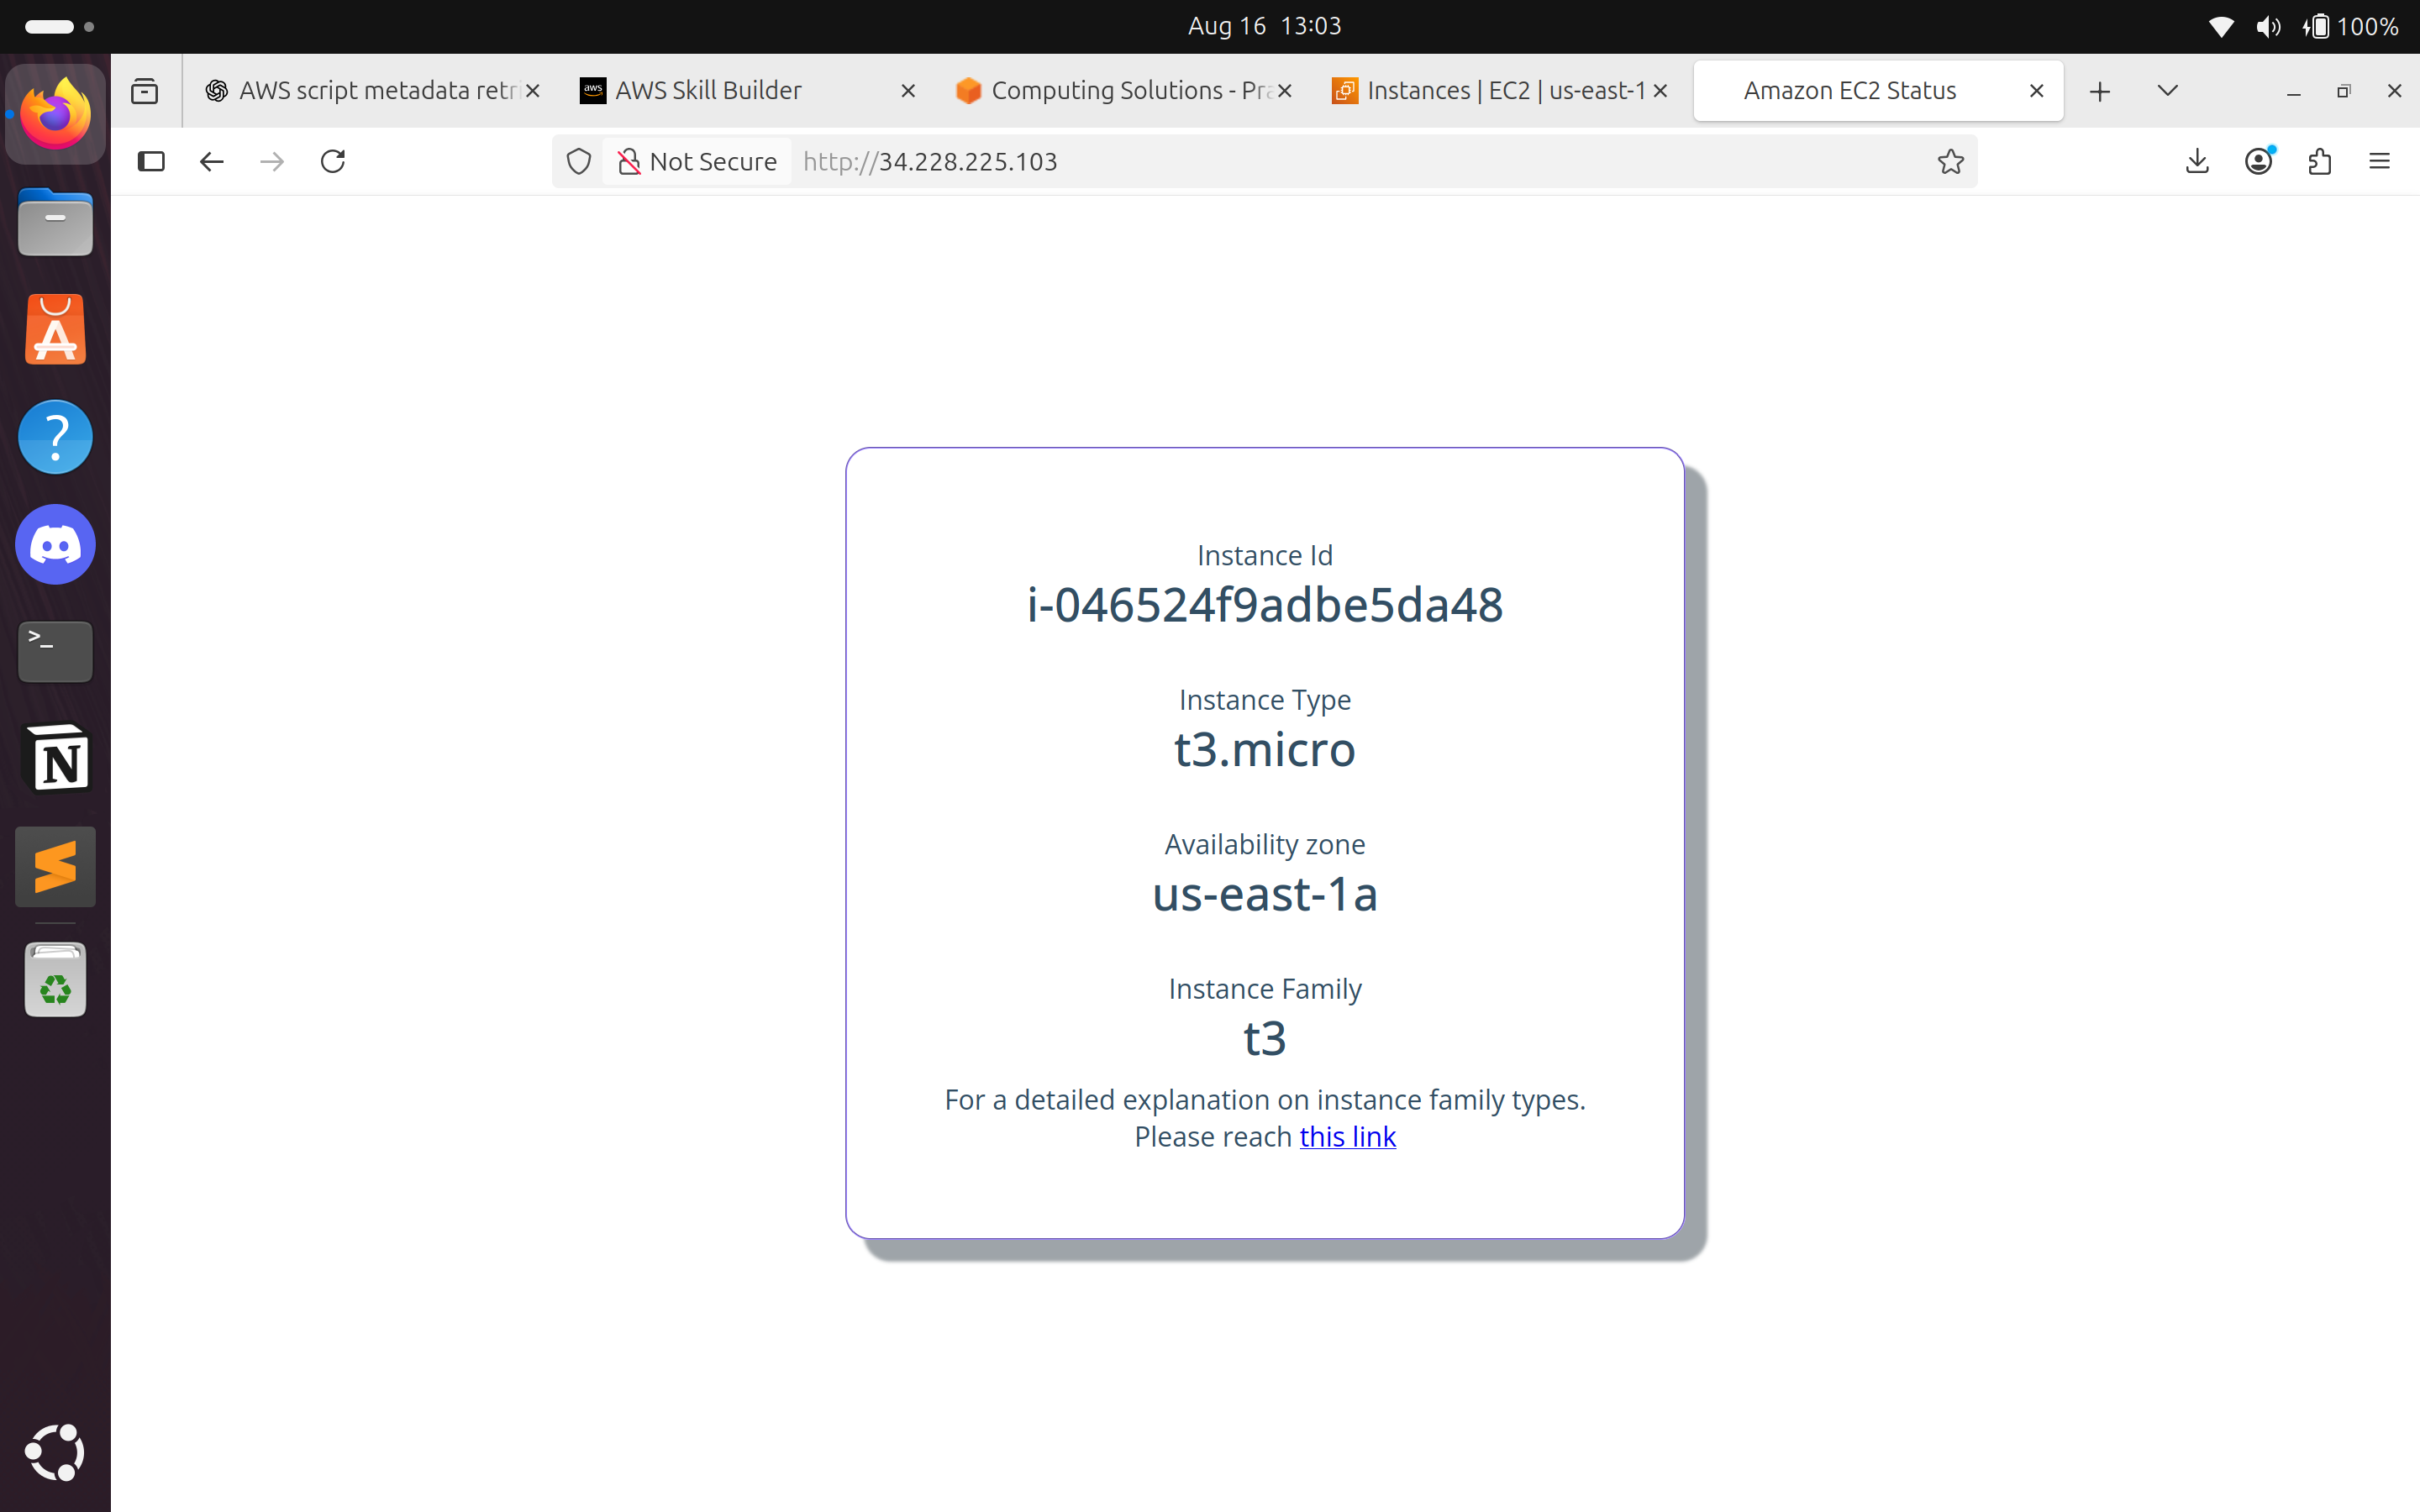 Aug 16 13:03
100%
AWS script metadata retri
aws
AWS Skill Builder
Computing Solutions - Pra
Instances | EC2 | us-east-1
Amazon EC2 Status
Not Secure
http://34.228.225.103
Instance Id
i-046524f9adbe5da48
Instance Type
t3.micro
Availability zone
us-east-1a
Instance Family
t3
For a detailed explanation on instance family types.
Please reach this link